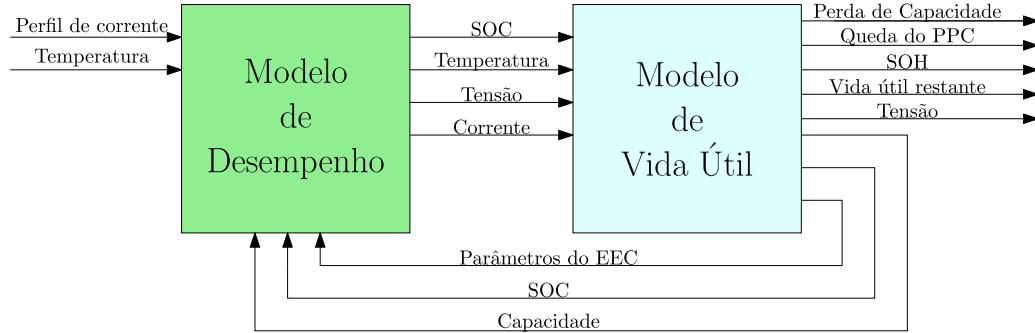 Perfil de corrente
Temperatura
Modelo
de
Desempenho
SOC
Temperatura
Tensão
Corrente
Modelo
de
Vida Útil
Perda de Capacidade
Queda do PPC
SOH
Vida útil restante
Tensão
Parâmetros do EEC
SOC
Capacidade